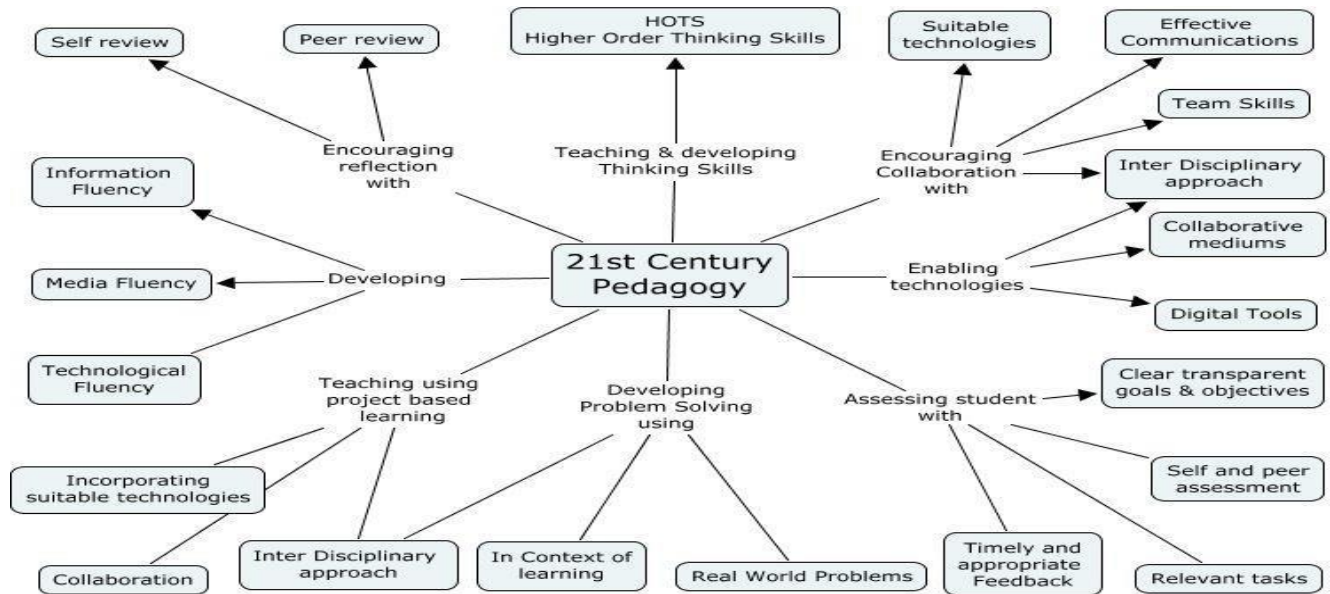 Self review
Peer review
HOTS
Higher Order Thinking Skills
Suitable
technologies
Effective
Communications
Team Skills
Encouraging
reflection
with
Teaching & developing
Thinking Skills
Encouraging
Collaboration
with
Inter Disciplinary
approach
Information
Fluency
Collaborative
mediums
21st Century
Pedagogy
Developing
Media Fluency
Enabling
technologies
Digital Tools
Technological
Fluency
Teaching using
project based
learning
Developing
Problem Solving
using
Assessing student
with
Clear transparent
goals & objectives
Incorporating
suitable technologies
Self and peer
assessment
Collaboration
Inter Disciplinary
approach
In Context of
learning
Real World Problems
Timely and
appropriate
Feedback
Relevant tasks